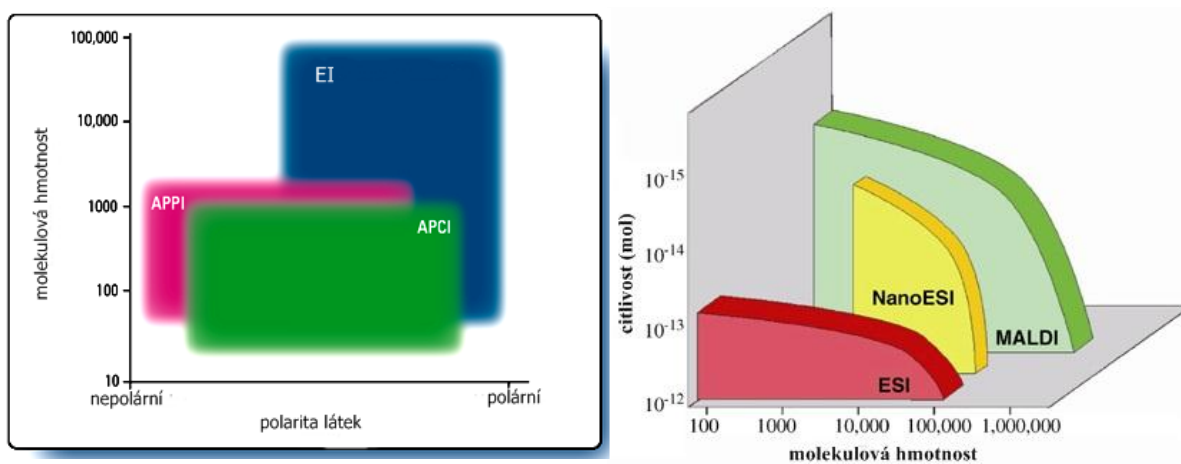 100,000
10,000
1000
100
10
molekulová hmotnost
EI
APPI
APCI
nepolární
polární
polarita látek
10-15
10-14
10-13
10-12
citlivost (mol)
NanoESI
MALDI
ESI
100
1000
10,000
100,000
1,000,000
molekulová hmotnost